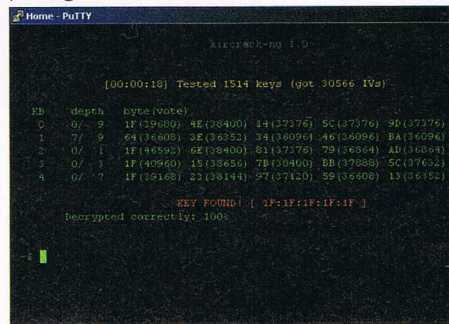 Home - PuTTY
aircrack-ng 1.0
[00:00:18] Tested 1514 keys (got 30566 IVs)
KB depth byte(vote)
0 0/ 9 1F(39680) 4E(38400) 14(37376) 5C(37376) 9D(37376)
1 7/ 9 64(36608) 3E(36352) 34(36096) 46(36096) BA(36096)
2 0/ 1 1F(46592) 6E(38400) 81(37376) 79(36864) AD(36864)
3 0/ 3 1F(40960) 15(38656) 7B(38400) BB(37888) 5C(37632)
4 0/ 7 1F(39168) 23(38144) 97(37120) 59(36608) 13(36352)
KEY FOUND! [ 1F:1F:1F:1F:1F ]
Decrypted correctly: 100%